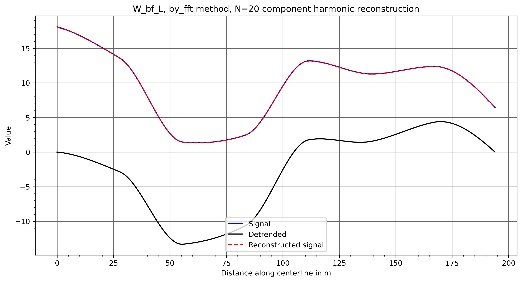 W_bf_L, by_fft method, N=20 component harmonic reconstruction
15
10
5
0
−5
−10
Value
Signal
Detrended
Reconstructed signal
0
25
50
75
100
125
150
175
200
Distance along centerline in m